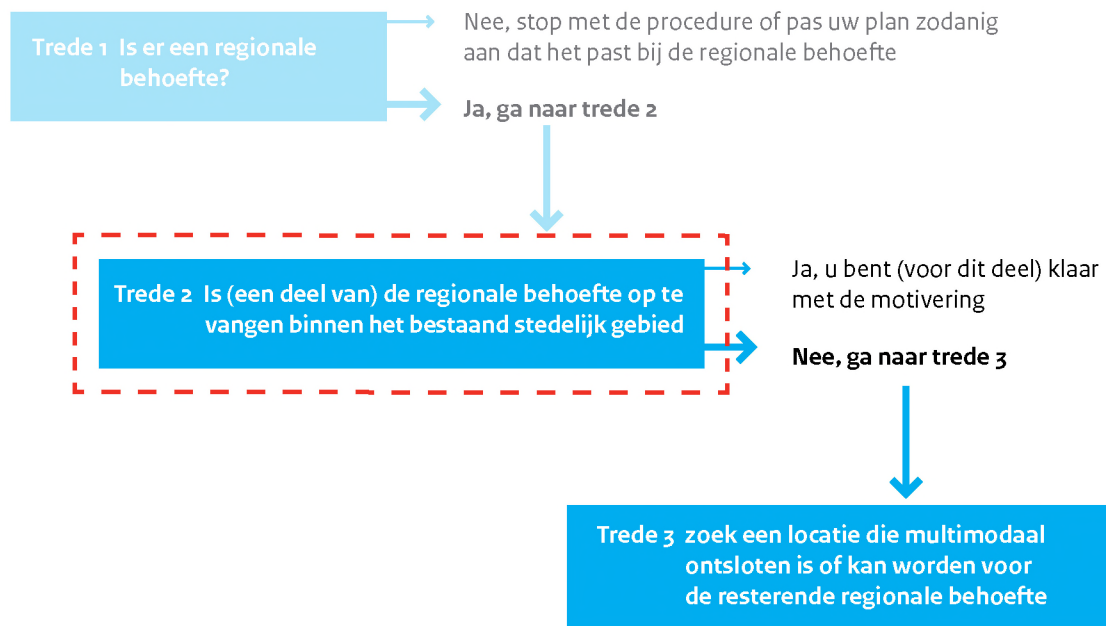 Trede 1 Is er een regionale
behoefte?
Nee, stop met de procedure of pas uw plan zodanig
aan dat het past bij de regionale behoefte
Ja, ga naar trede 2
Trede 2 Is (een deel van) de regionale behoefte op te
vangen binnen het bestaand stedelijk gebied
Ja, u bent (voor dit deel) klaar
met de motivering
Nee, ga naar trede 3
Trede 3 zoek een locatie die multimodaal
ontsloten is of kan worden voor
de resterende regionale behoefte